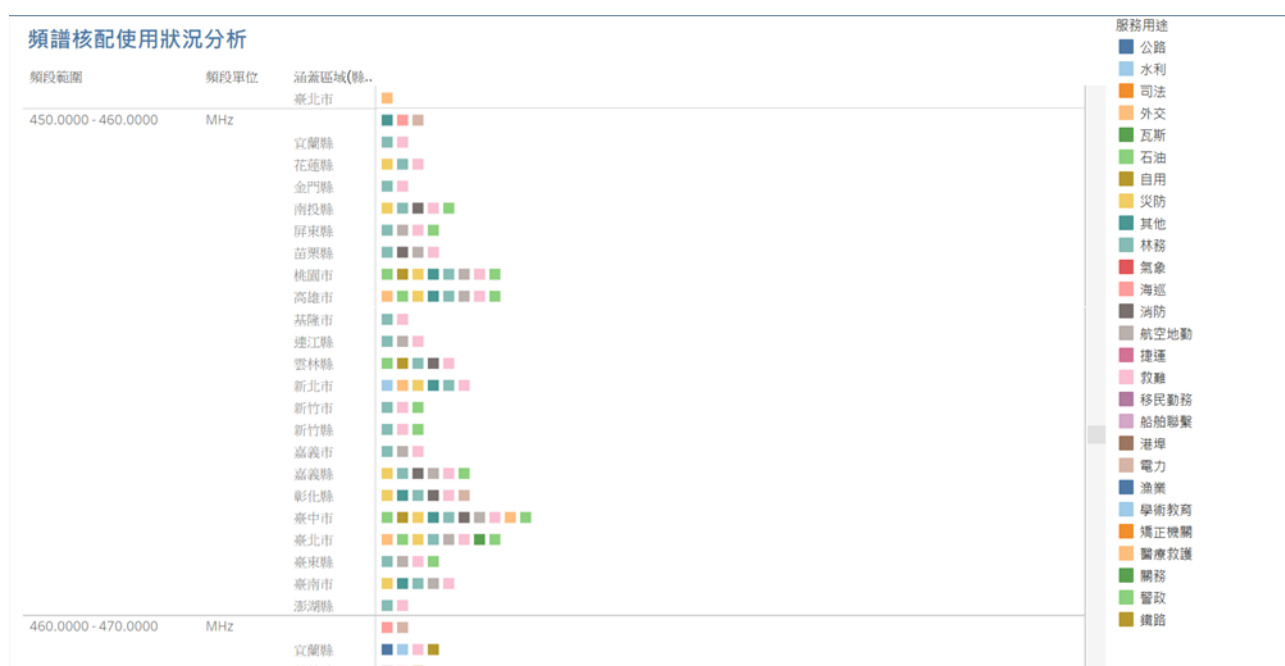 頻譜核配使用狀況分析
頻段範圍 頻段單位 涵蓋區域(縣..
臺北市
450.0000 - 460.0000 MHz
宜蘭縣
花蓮縣
金門縣
南投縣
屏東縣
苗栗縣
桃園市
高雄市
基隆市
連江縣
雲林縣
新北市
新竹市
新竹縣
嘉義市
嘉義縣
彰化縣
臺中市
臺北市
臺東縣
臺南市
澎湖縣
460.0000 - 470.0000 MHz
宜蘭縣
服務用途
公路
水利
司法
外交
瓦斯
石油
自用
災防
其他
林務
氣象
海巡
消防
航空地勤
捷運
救難
移民勤務
船舶聯繫
港埠
電力
漁業
學術教育
矯正機關
醫療救護
關務
警政
鐵路